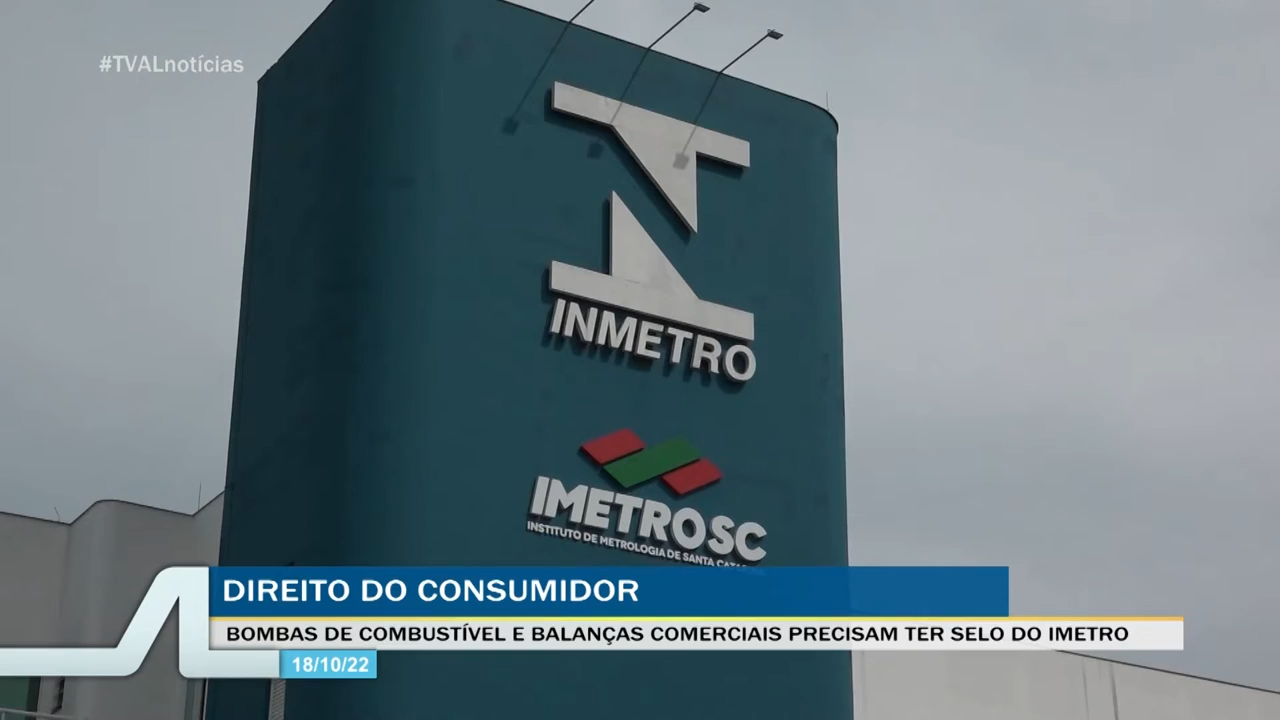 #TVALnotícias
INMETRO
IMETROSC
INSTITUTO DE METROLOGIA DE SANTA
DIREITO DO CONSUMIDOR
BOMBAS DE COMBUSTÍVEL E BALANÇAS COMERCIAIS PRECISAM TER SELO DO IMETRO
18/10/22